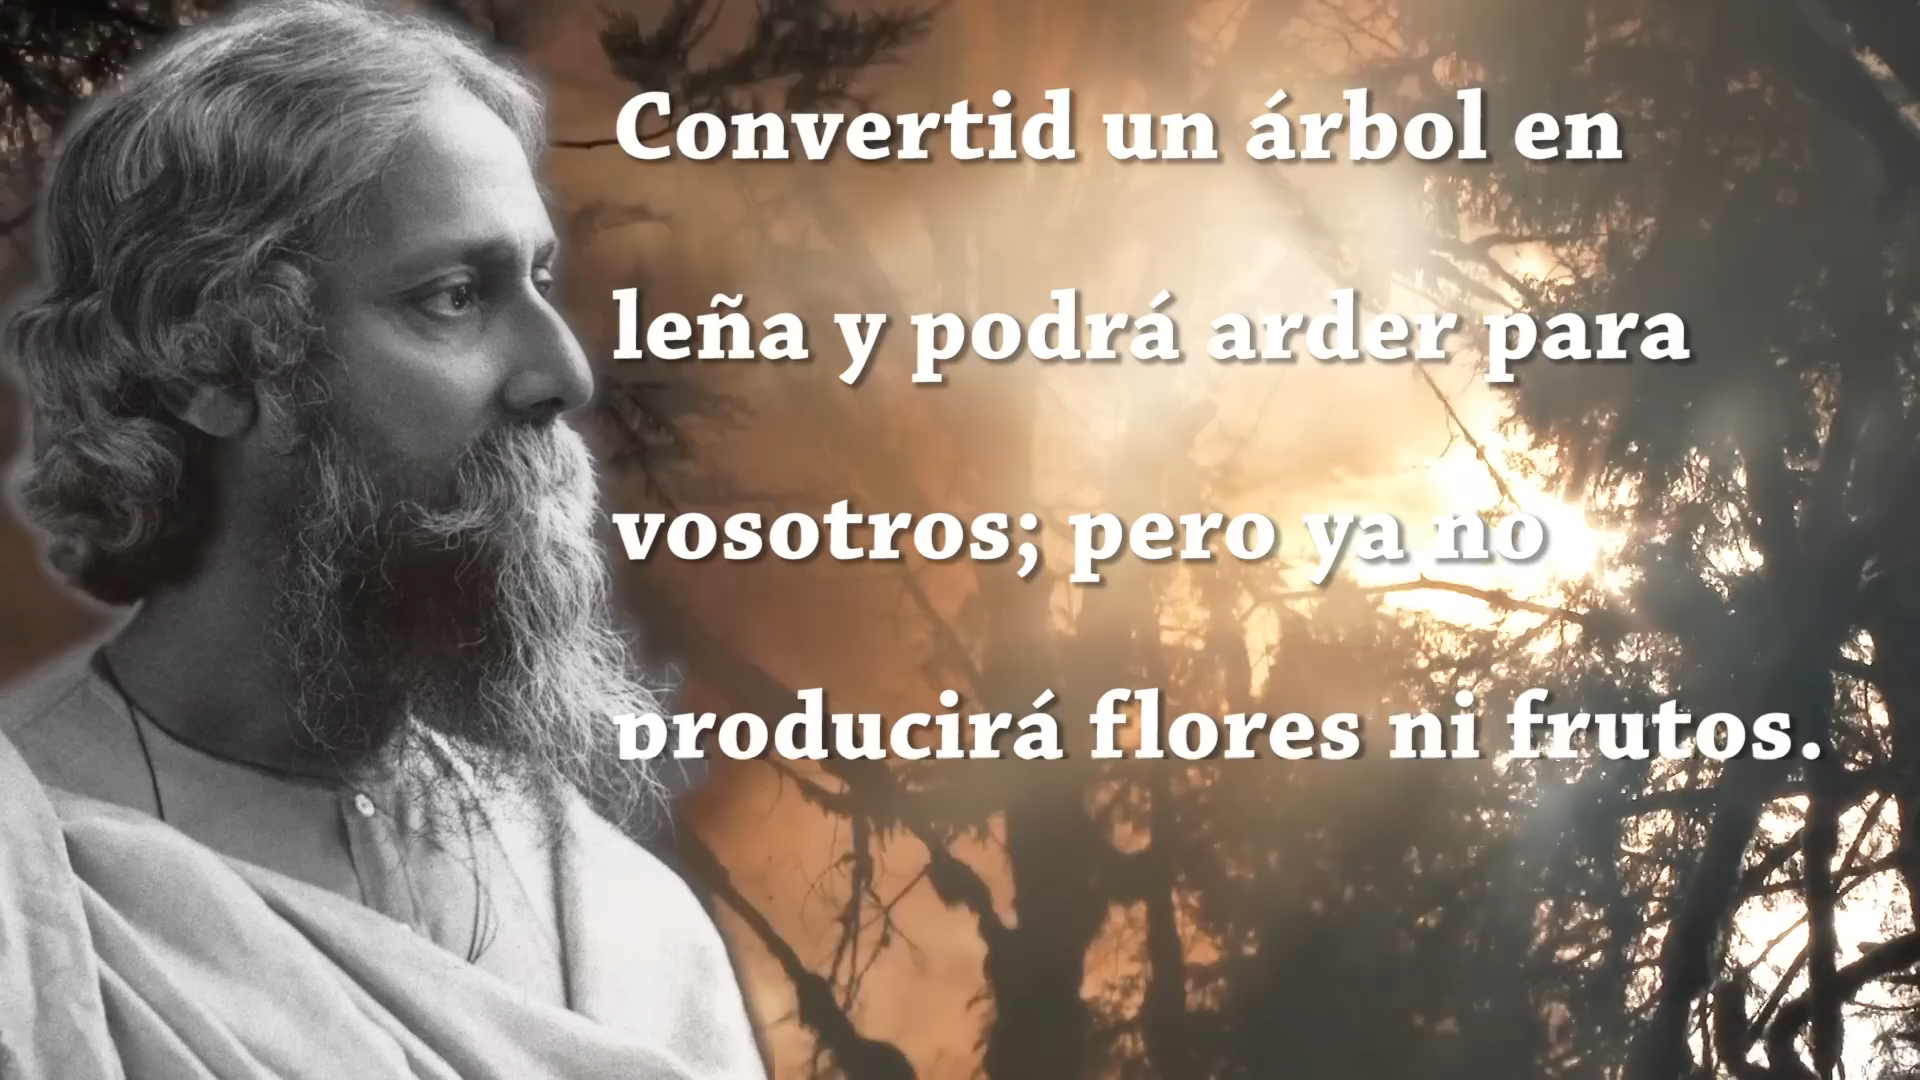 Convertid un árbol en
leña y podrá arder para
vosotros; pero ya no
producirá flores ni frutos.